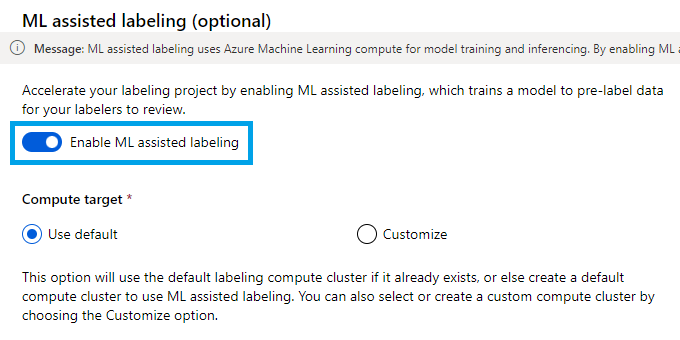 ML assisted labeling (optional)
Message: ML assisted labeling uses Azure Machine Learning compute for model training and inferencing. By enabling ML
Accelerate your labeling project by enabling ML assisted labeling, which trains a model to pre-label data
for your labelers to review.
Enable ML assisted labeling
Compute target *
Use default
Customize
This option will use the default labeling compute cluster if it already exists, or else create a default
compute cluster to use ML assisted labeling. You can also select or create a custom compute cluster by
choosing the Customize option.